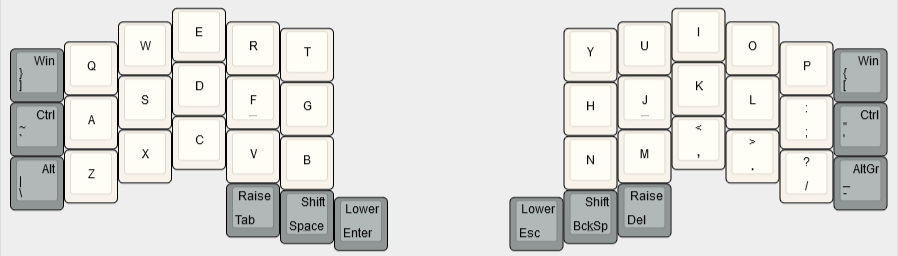 Win
}
]
Q
W
E
R
T
Ctrl
~
`
A
S
D
F
_
G
Alt
|
\
Z
X
C
V
B
Raise
Tab
Shift
Space
Lower
Enter
Y
U
I
O
P
Win
{
[
H
J
_
K
L
:
;
Ctrl
"
'
N
M
<
,
>
.
?
/
AltGr
_
-
Lower
Esc
Shift
BckSp
Raise
Del